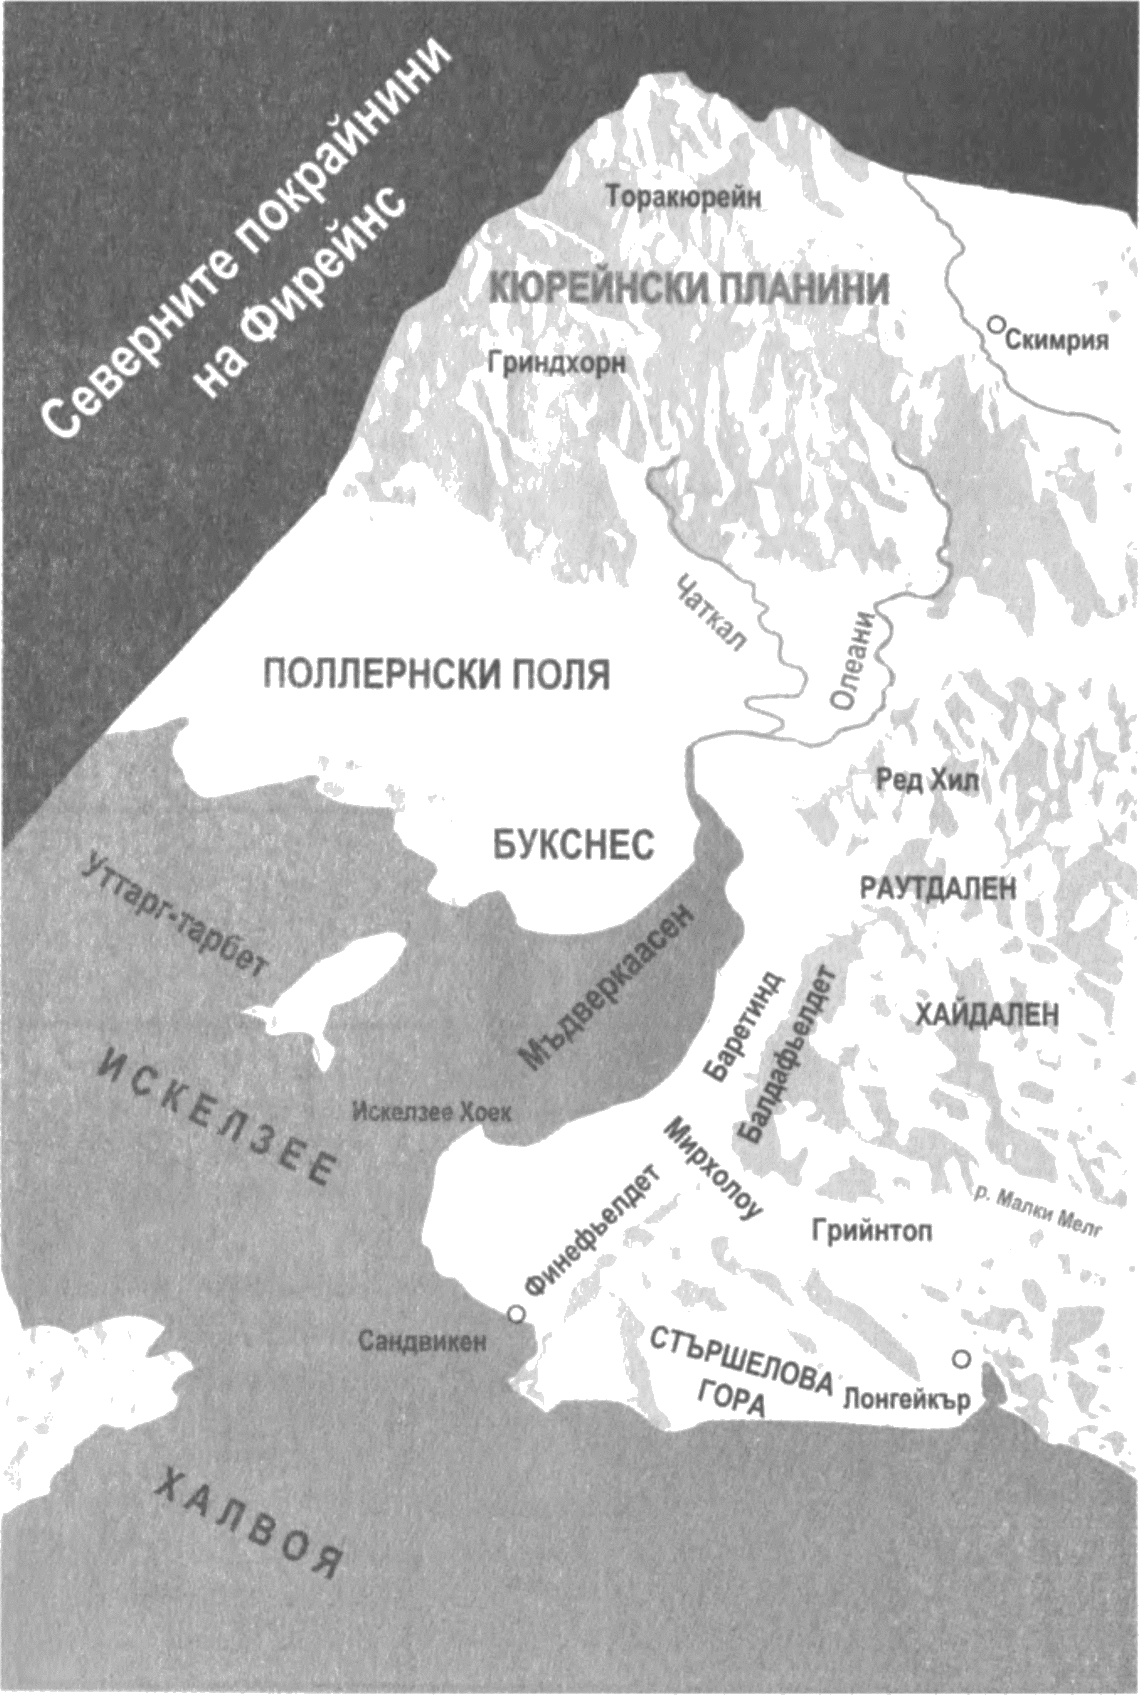 Северните покрайнини
на Фирейнс
Торакюрейн
КЮРЕЙНСКИ ПЛАНИНИ
Скимрия
Гриндхорн
Чаткал
Олеани
ПОЛЛЕРНСКИ ПОЛЯ
Ред Хил
БУКСНЕС
РАУТДАЛЕН
Уттарг-тарбет
Мъдверкаасен
Баретинд
Балдафьелдет
ХАЙДАЛЕН
ИСКЕЛЗЕЕ
Искелзее Хоек
Мирхолоу
Финефьелдет
р. Малки Мелг
Грийнтоп
Сандвикен
СТЪРШЕЛОВА
ГОРА
Лонгейкър
ХАЛВОЯ